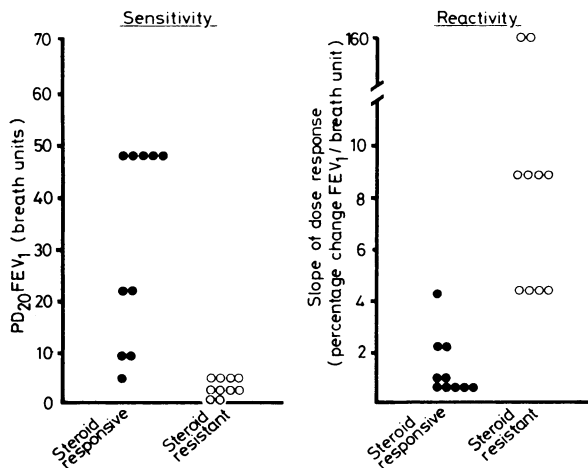 Sensitivity
PD20FEV1 (breath units)
70
60
50
40
30
20
10
0
Steroid
responsive
Steroid
resistant
Reactivity
Slope of dose response
(percentage change FEV1/breath unit)
160
10
8
6
4
2
Steroid
responsive
Steroid
resistant